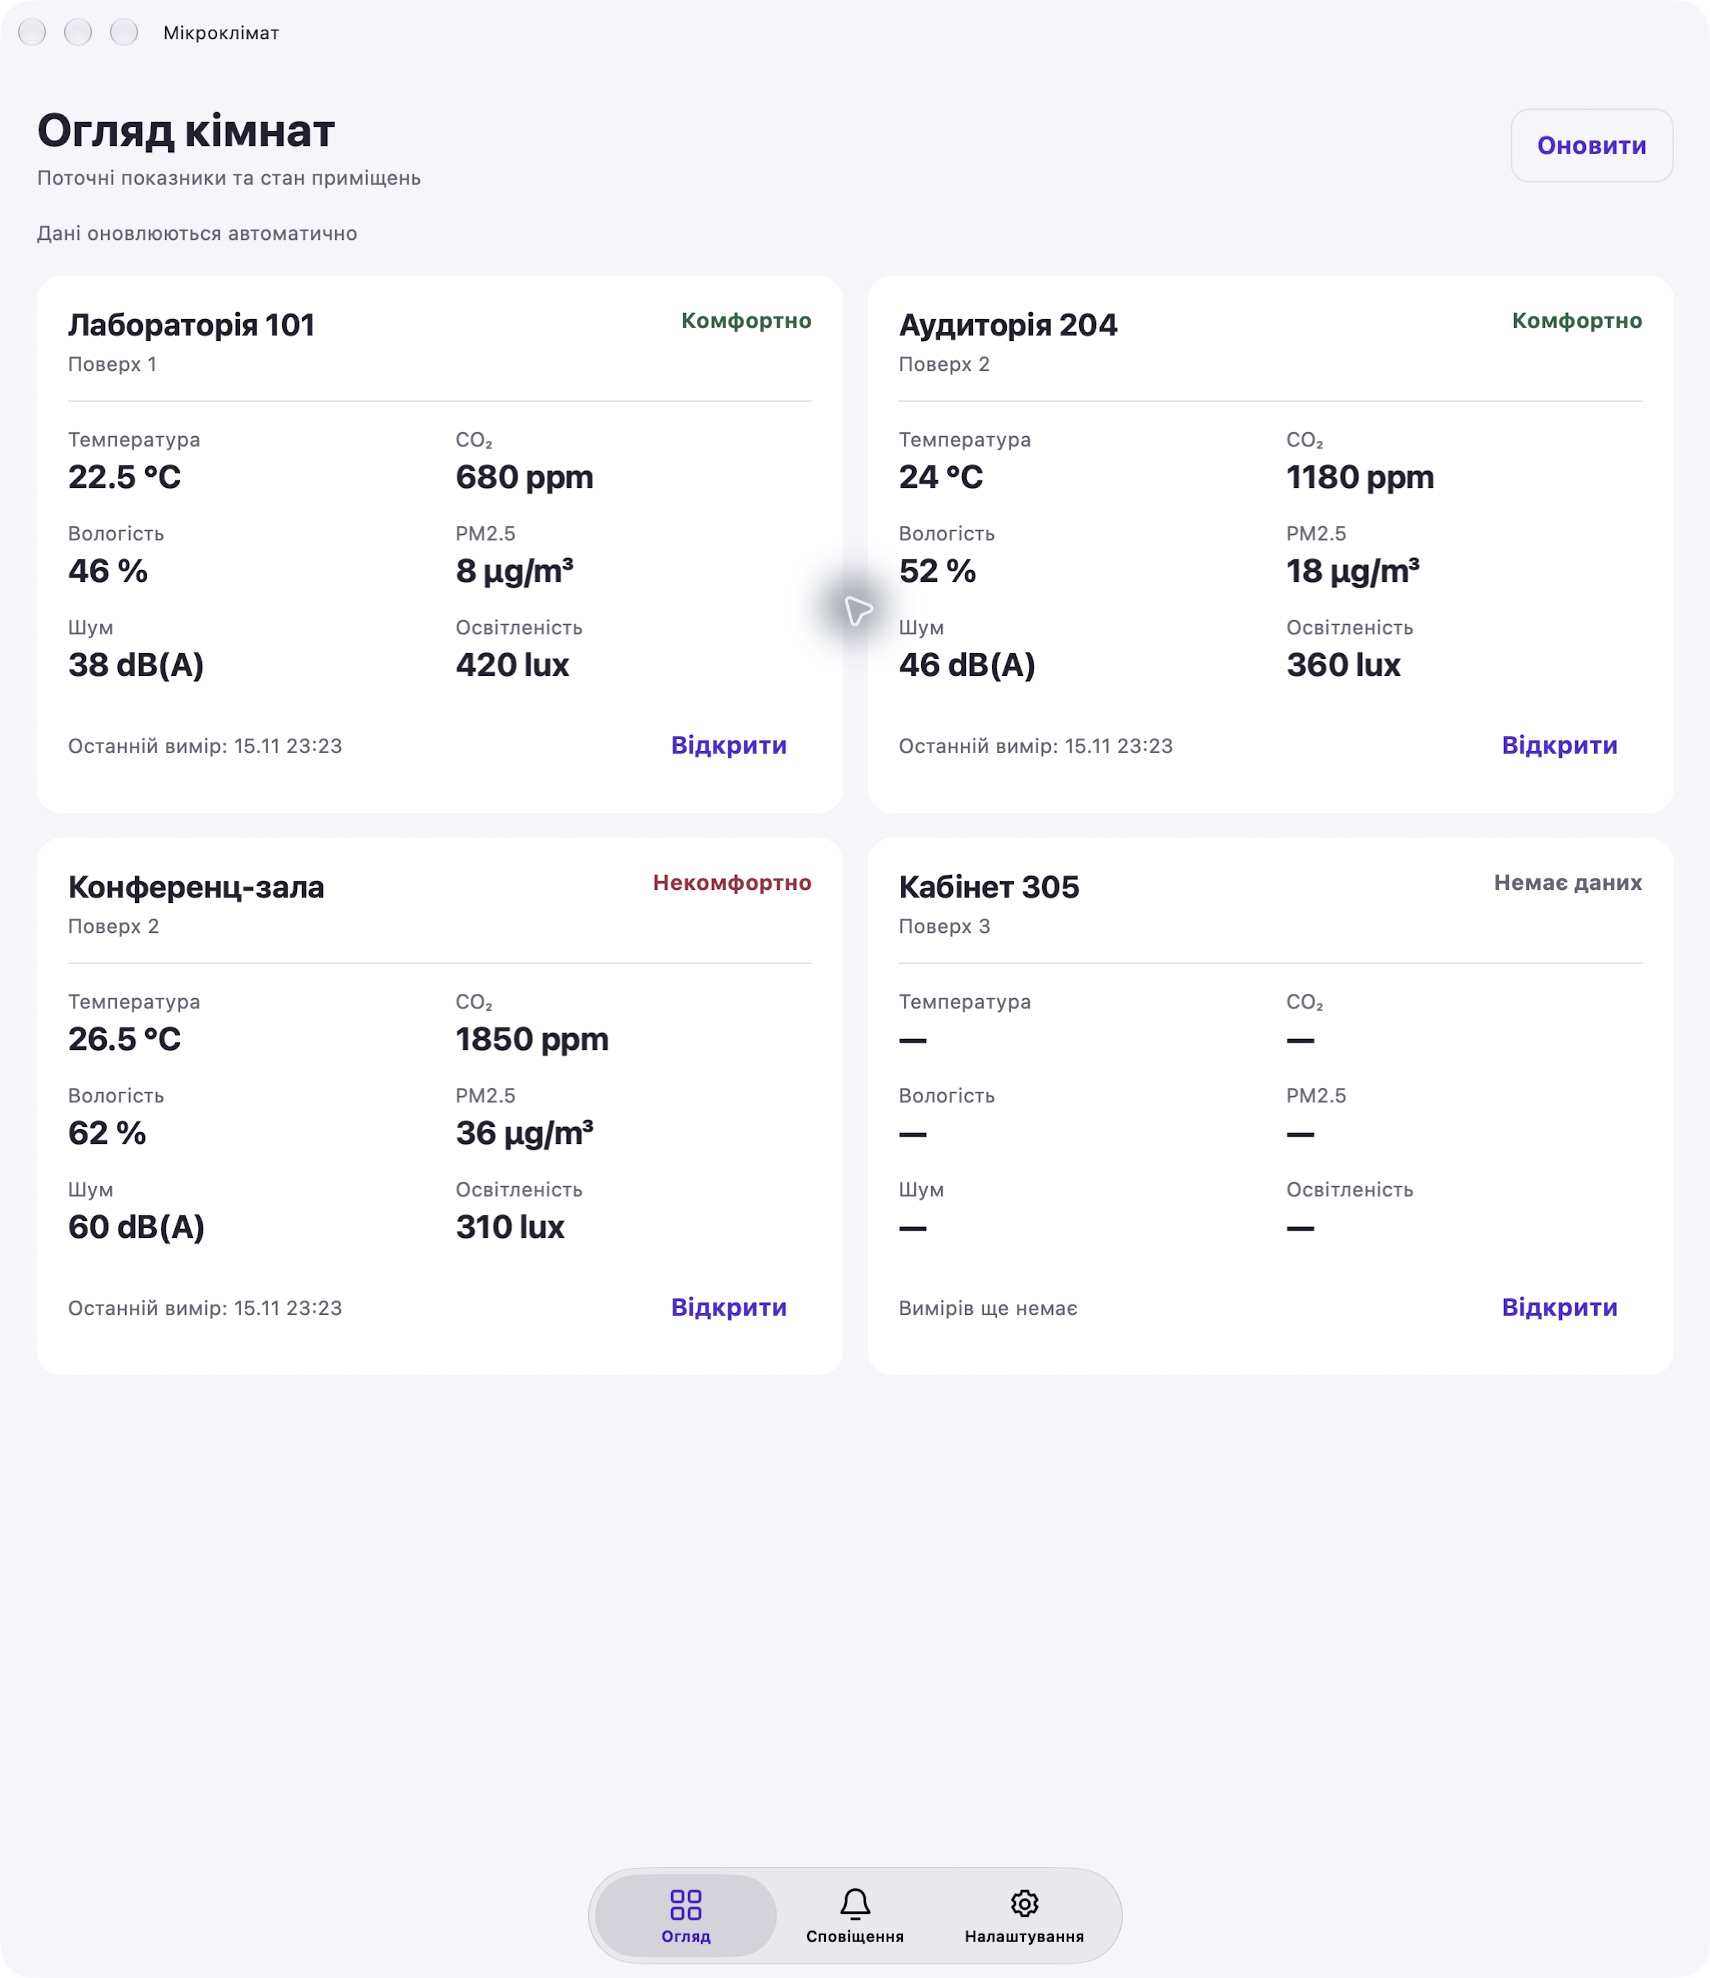 Мікроклімат
Огляд кімнат
Поточні показники та стан приміщень
Оновити
Дані оновлюються автоматично
Лабораторія 101
Комфортно
Поверх 1
Температура
CO₂
22.5 °C
680 ppm
Вологість
PM2.5
46 %
8 µg/m³
Шум
Освітленість
38 dB(A)
420 lux
Останній вимір: 15.11 23:23
Відкрити
Аудиторія 204
Комфортно
Поверх 2
Температура
CO₂
24 °C
1180 ppm
Вологість
PM2.5
52 %
18 µg/m³
Шум
Освітленість
46 dB(A)
360 lux
Останній вимір: 15.11 23:23
Відкрити
Конференц-зала
Некомфортно
Поверх 2
Температура
CO₂
26.5 °C
1850 ppm
Вологість
PM2.5
62 %
36 µg/m³
Шум
Освітленість
60 dB(A)
310 lux
Останній вимір: 15.11 23:23
Відкрити
Кабінет 305
Немає даних
Поверх 3
Температура
CO₂
—
—
Вологість
PM2.5
—
—
Шум
Освітленість
—
—
Вимірів ще немає
Відкрити
Огляд
Сповіщення
Налаштування